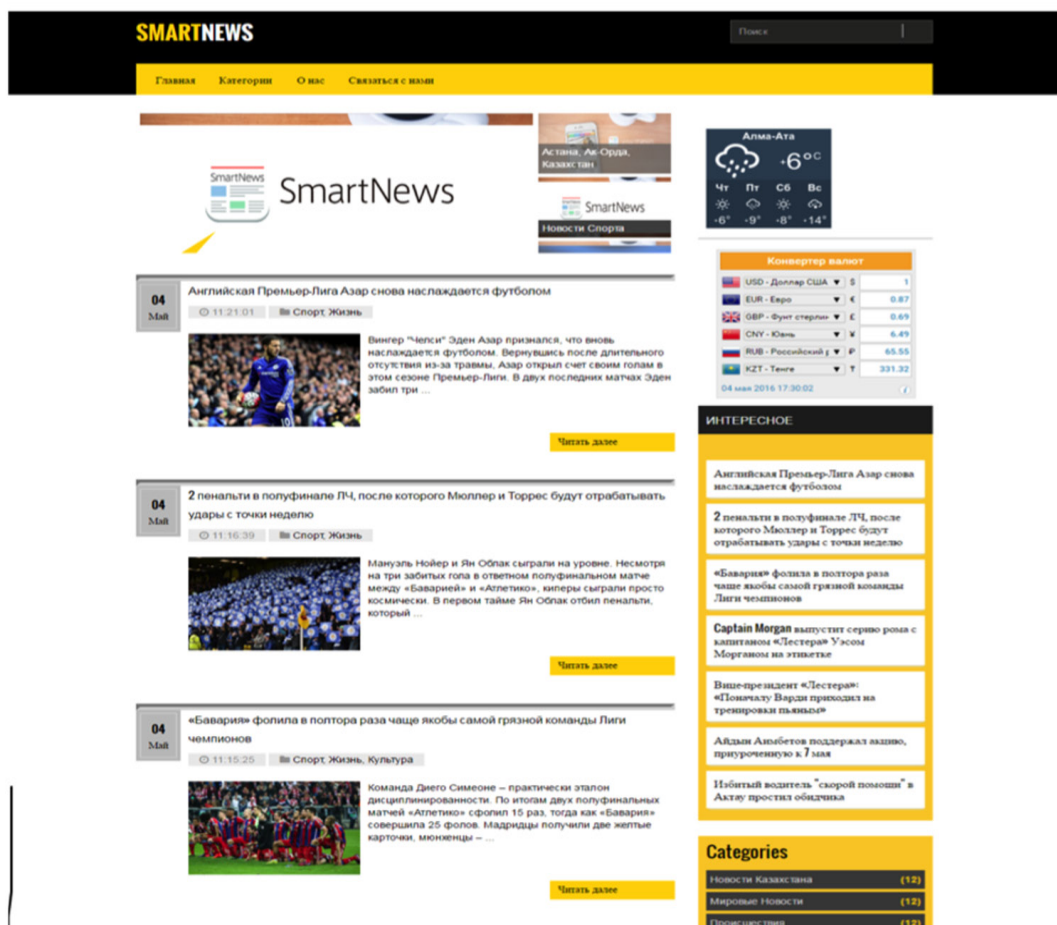 SMARTNEWS
Поиск
Главная Категории О нас Связаться с нами
SmartNews
SmartNews
Астана, Ак-Орда,
Казахстан
SmartNews
Новости Спорта
04
Май
Английская Премьер-Лига Азар снова наслаждается футболом
11:21:01 Спорт, Жизнь
Вингер "Челси" Эден Азар признался, что вновь
наслаждается футболом. Вернувшись после длительного
отсутствия из-за травмы, Азар открыл счет своим голам в
этом сезоне Премьер-Лиги. В двух последних матчах Эден
забил три ...
Читать далее
04
Май
2 пенальти в полуфинале ЛЧ, после которого Мюллер и Торрес будут отрабатывать
удары с точки неделю
11:16:39 Спорт, Жизнь
Мануэль Нойер и Ян Облак сыграли на уровне. Несмотря
на три забитых гола в ответном полуфинальном матче
между «Баварией» и «Атлетико», киперы сыграли просто
космически. В первом тайме Ян Облак отбил пенальти,
который ...
Читать далее
04
Май
«Бавария» фолила в полтора раза чаще якобы самой грязной команды Лиги
чемпионов
11:15:25 Спорт, Жизнь, Культура
Команда Диего Симеоне – практически эталон
дисциплинированности. По итогам двух полуфинальных
матчей «Атлетико» сфолил 15 раз, тогда как «Бавария»
совершила 25 фолов. Мадридцы получили две желтые
карточки, мюнхенцы – ...
Читать далее
Алма-Ата
+6°C
Чт Пт Сб Вс
-6° -9° -8° -14°
Конвертер валют
USD - Доллар США ▼ $ 1
EUR - Евро ▼ € 0.87
GBP - Фунт стерлин ▼ £ 0.69
CNY - Юань ▼ ¥ 6.49
RUB - Российский р ▼ ₽ 65.55
KZT - Тенге ▼ ₸ 331.32
04 мая 2016 17:30:02 i
ИНТЕРЕСНОЕ
Английская Премьер-Лига Азар снова
наслаждается футболом
2 пенальти в полуфинале ЛЧ, после
которого Мюллер и Торрес будут
отрабатывать удары с точки неделю
«Бавария» фолила в полтора раза
чаще якобы самой грязной команды
Лиги чемпионов
Captain Morgan выпустит серию рома с
капитаном «Лестера» Уэсом
Морганом на этикетке
Вице-президент «Лестера»:
«Поначалу Варди приходил на
тренировки пьяным»
Айдын Аимбетов поддержал акцию,
приуроченную к 7 мая
Избитый водитель "скорой помощи" в
Актау простил обидчика
Categories
Новости Казахстана (12)
Мировые Новости (12)
Происшествия (12)